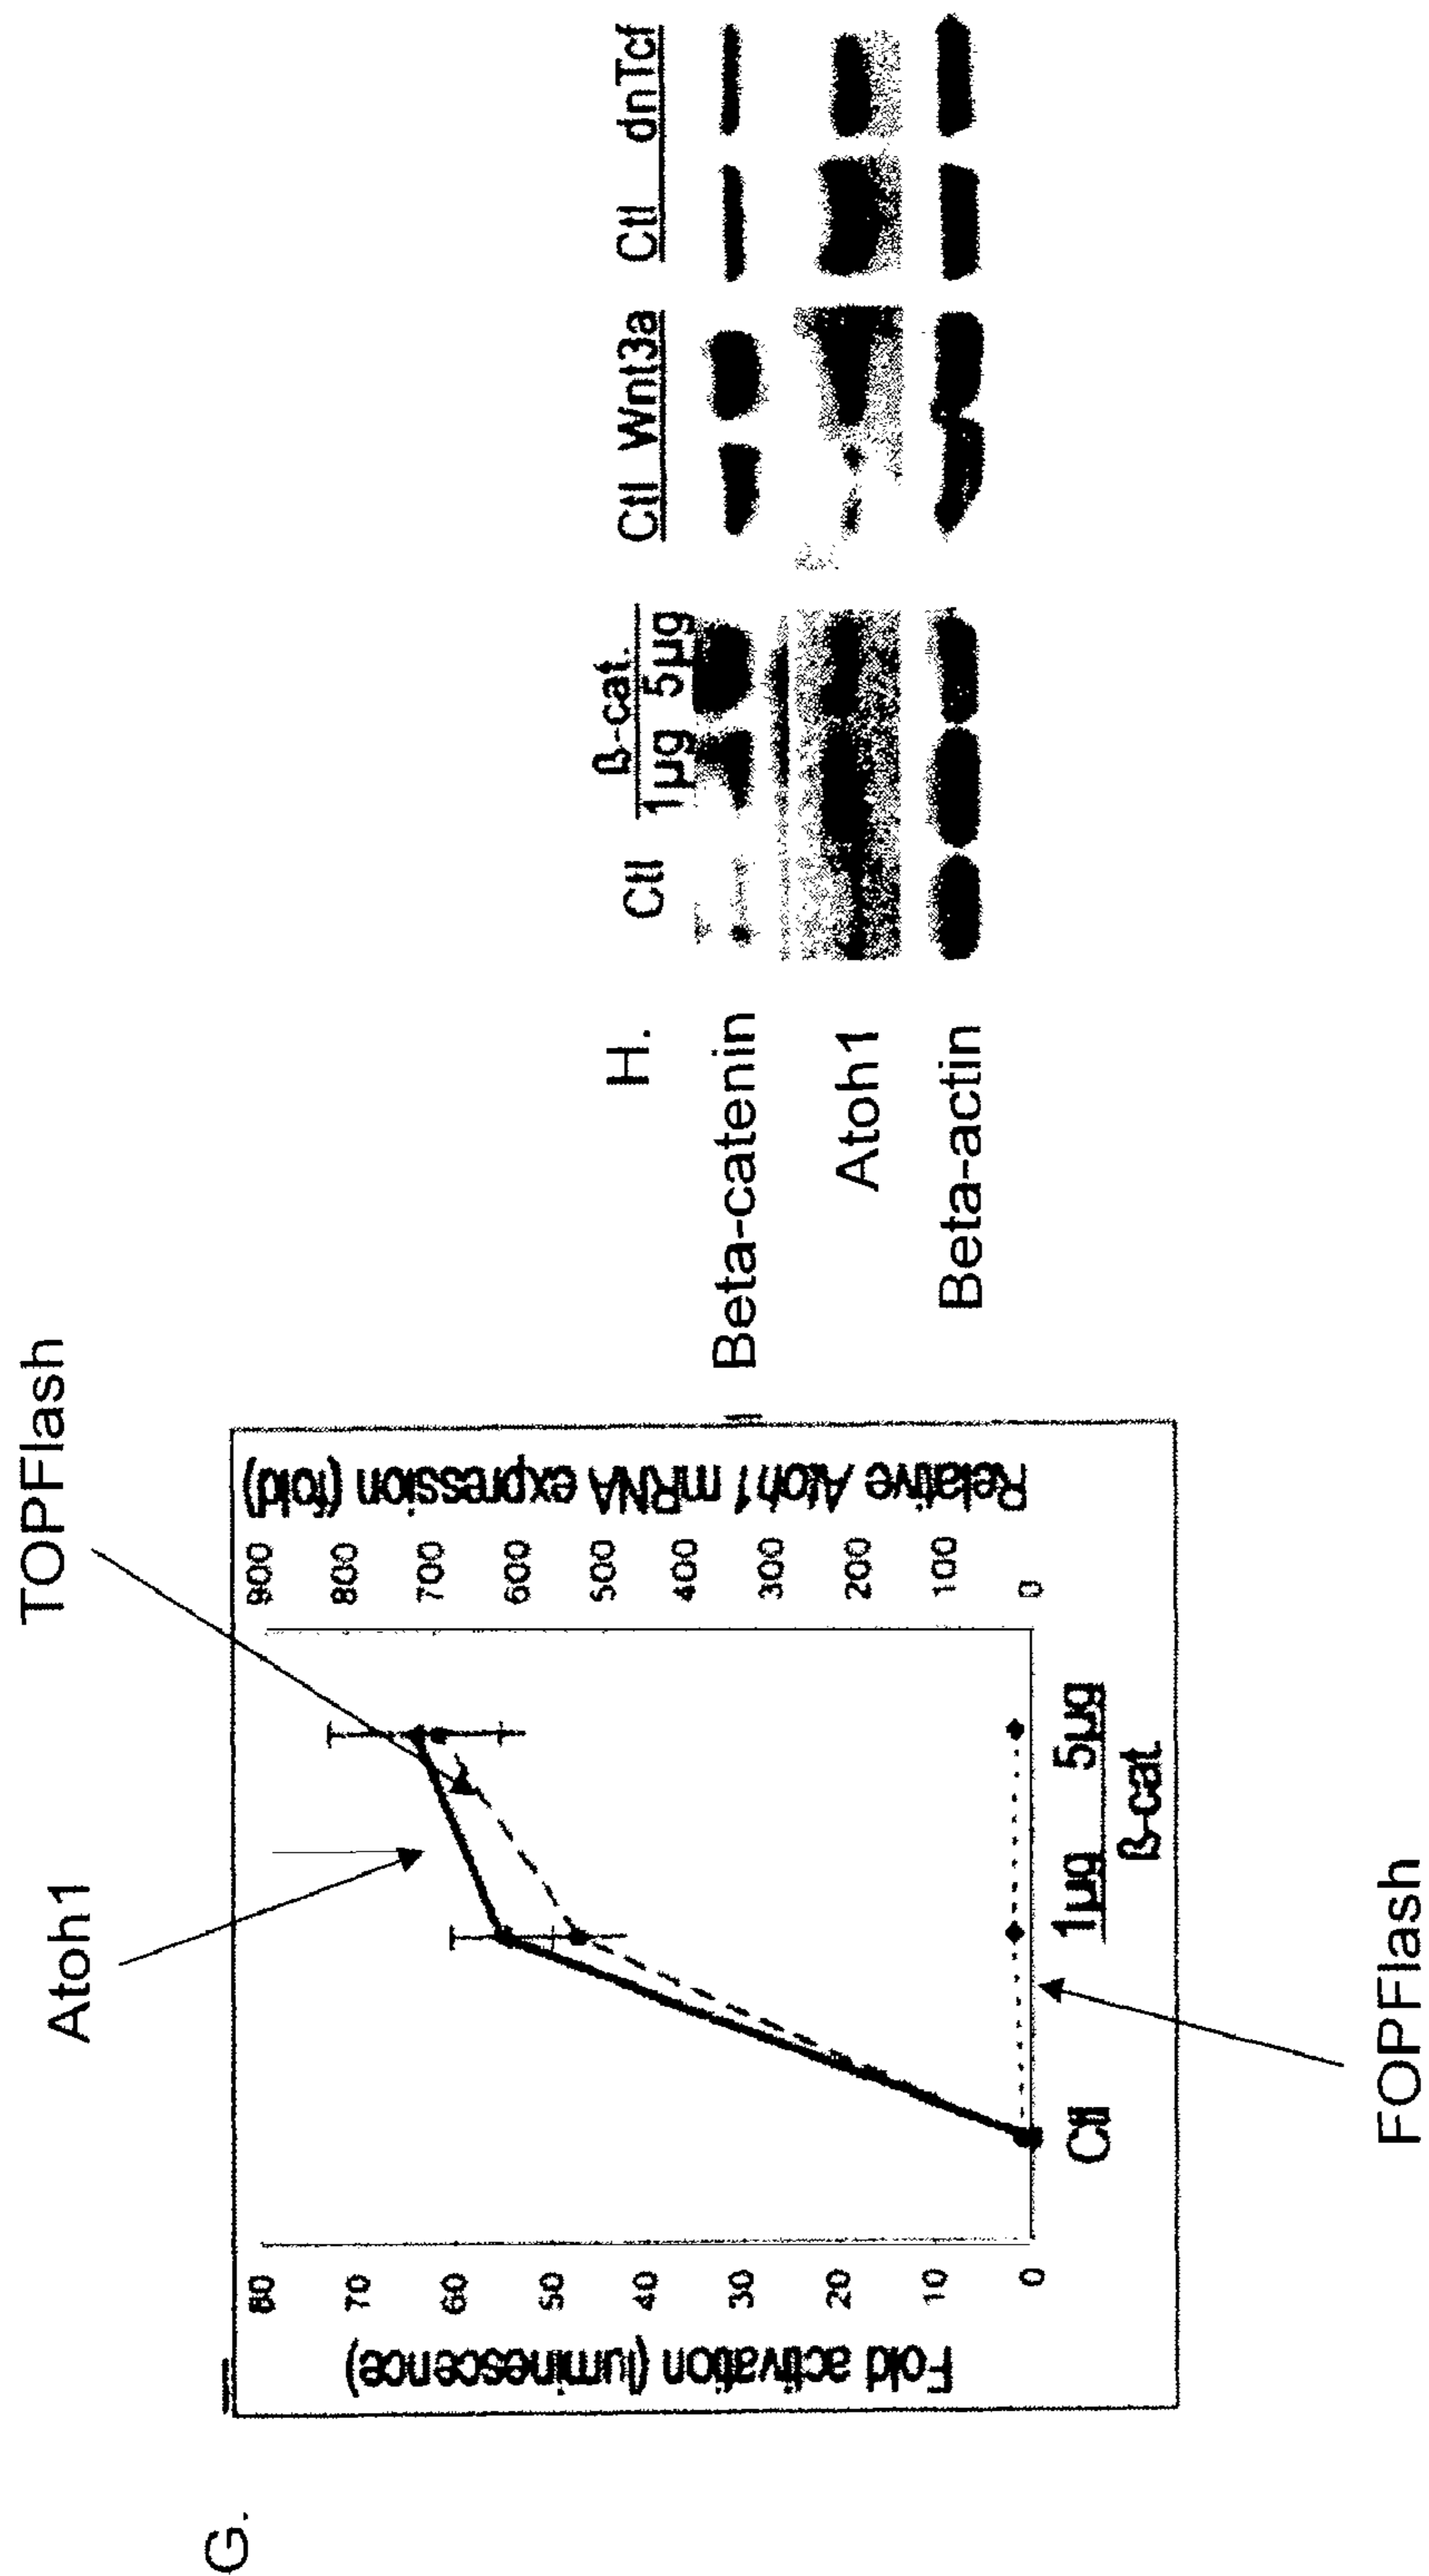 G.
Atoh1
TOPFlash
Fold activation (luminescence)
80
70
60
50
40
30
20
10
0
Relative Atoh1 mRNA expression (fold)
900
800
700
600
500
400
300
200
100
0
Ctl
1µg 5µg
ß-cat.
FOPFlash
H.
ß-cat.
Ctl 1µg 5µg Ctl Wnt3a Ctl dnTcf
Beta-catenin
Atoh1
Beta-actin